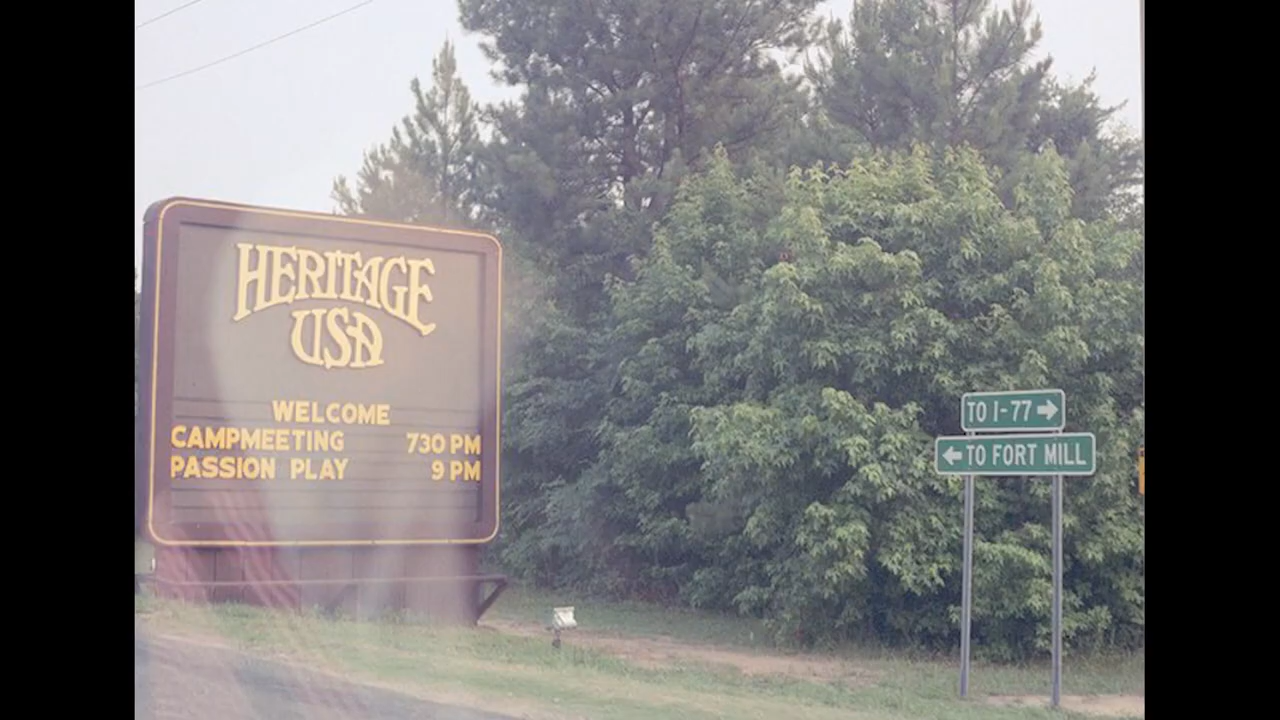 HERITAGE
USA
WELCOME
CAMPMEETING 730 PM
PASSION PLAY 9 PM
TO I-77 →
← TO FORT MILL